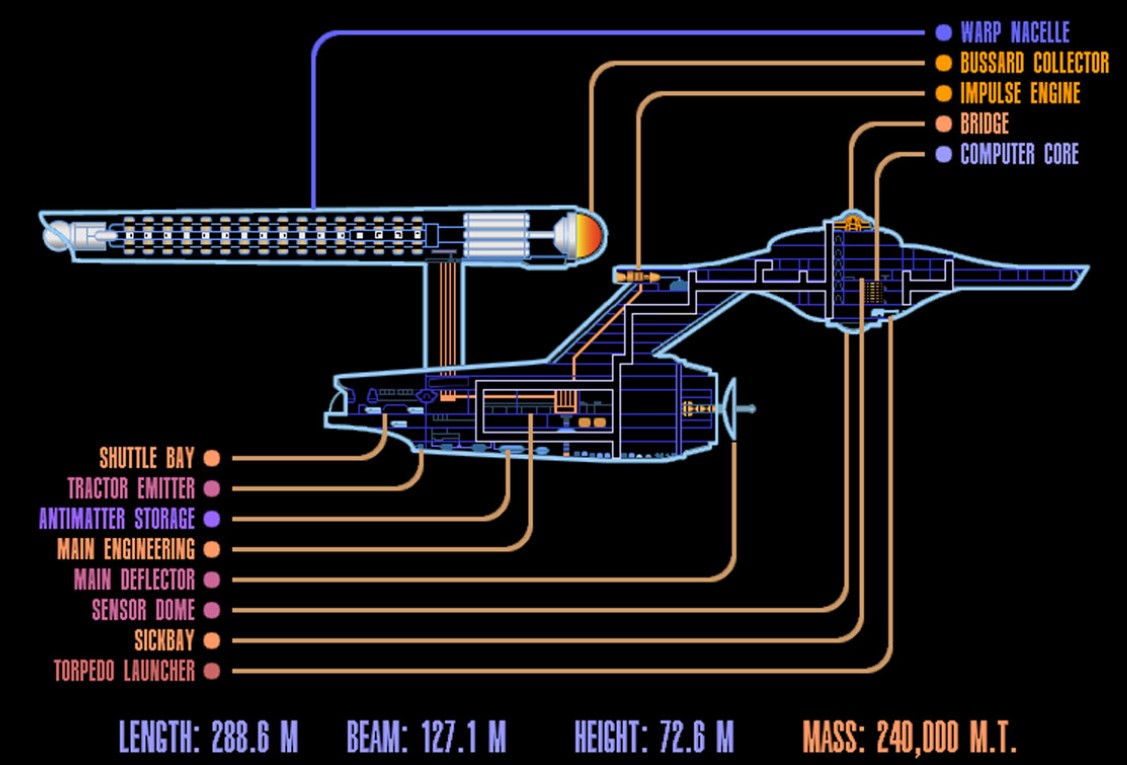 WARP NACELLE
BUSSARD COLLECTOR
IMPULSE ENGINE
BRIDGE
COMPUTER CORE
SHUTTLE BAY
TRACTOR EMITTER
ANTIMATTER STORAGE
MAIN ENGINEERING
MAIN DEFLECTOR
SENSOR DOME
SICKBAY
TORPEDO LAUNCHER
LENGTH: 288.6 M BEAM: 127.1 M HEIGHT: 72.6 M MASS: 240,000 M.T.